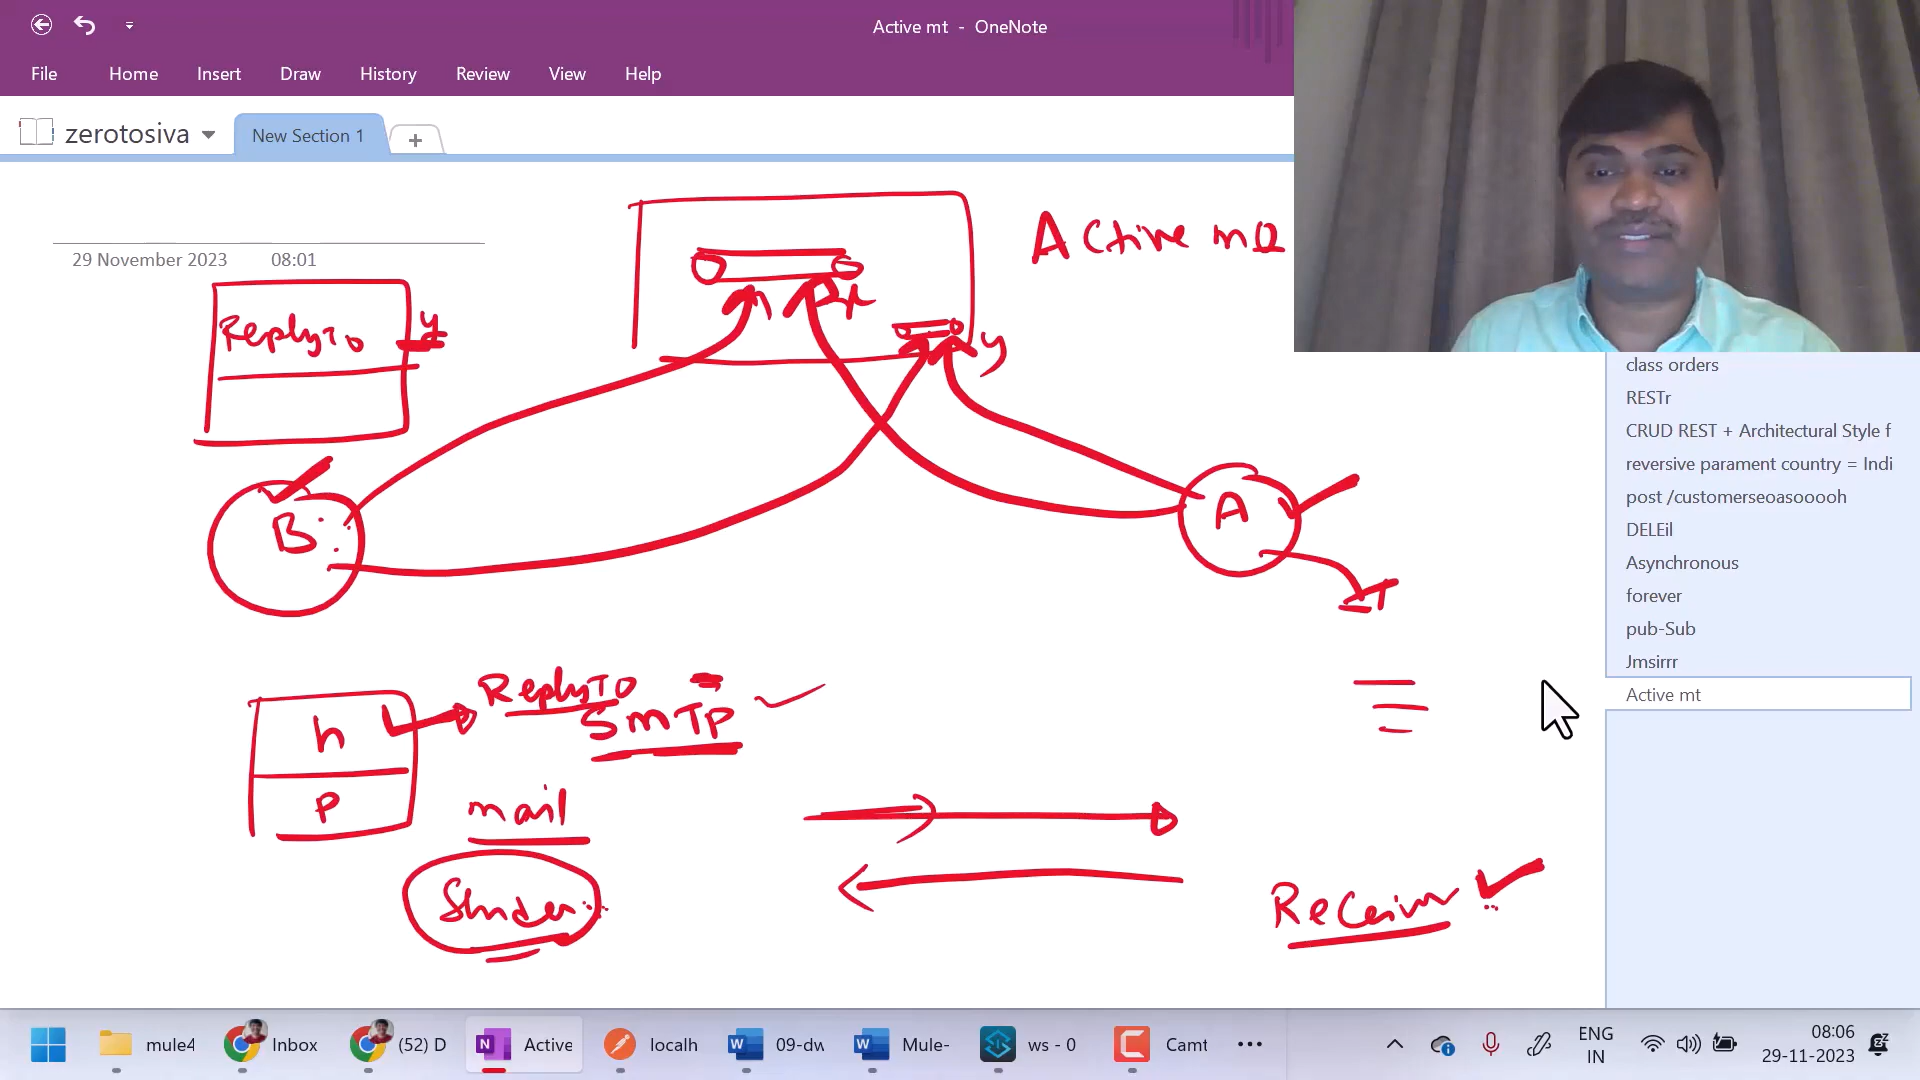 Active mt - OneNote
File Home Insert Draw History Review View Help
zerotosiva New Section 1 +
29 November 2023 08:01
Active mQ
x
y
ReplyTo y
B
A
h
P
ReplyTo
SmTP
mail
Sender
Receiver
class orders
RESTr
CRUD REST + Architectural Style f
reversive parament country = Indi
post /customerseoasooooh
DELEil
Asynchronous
forever
pub-Sub
Jmsirrr
Active mt
mule4 Inbox (52) D Active localh 09-dw Mule- ws - 0 Camt
ENG
IN
08:06
29-11-2023